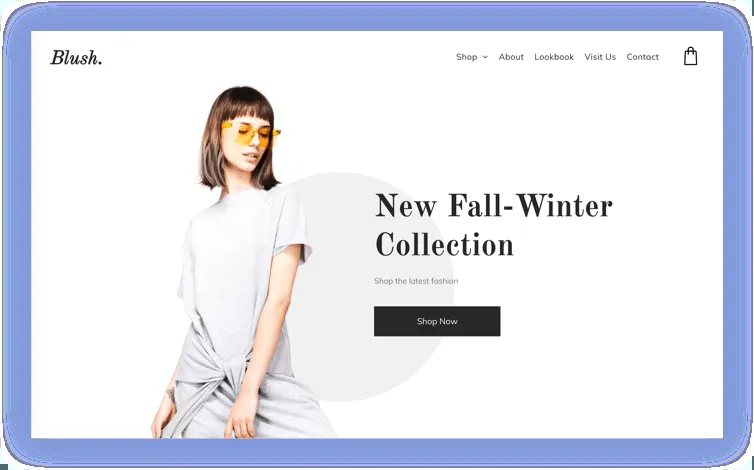 Blush.
Shop About Lookbook Visit Us Contact
New Fall-Winter
Collection
Shop the latest fashion
Shop Now